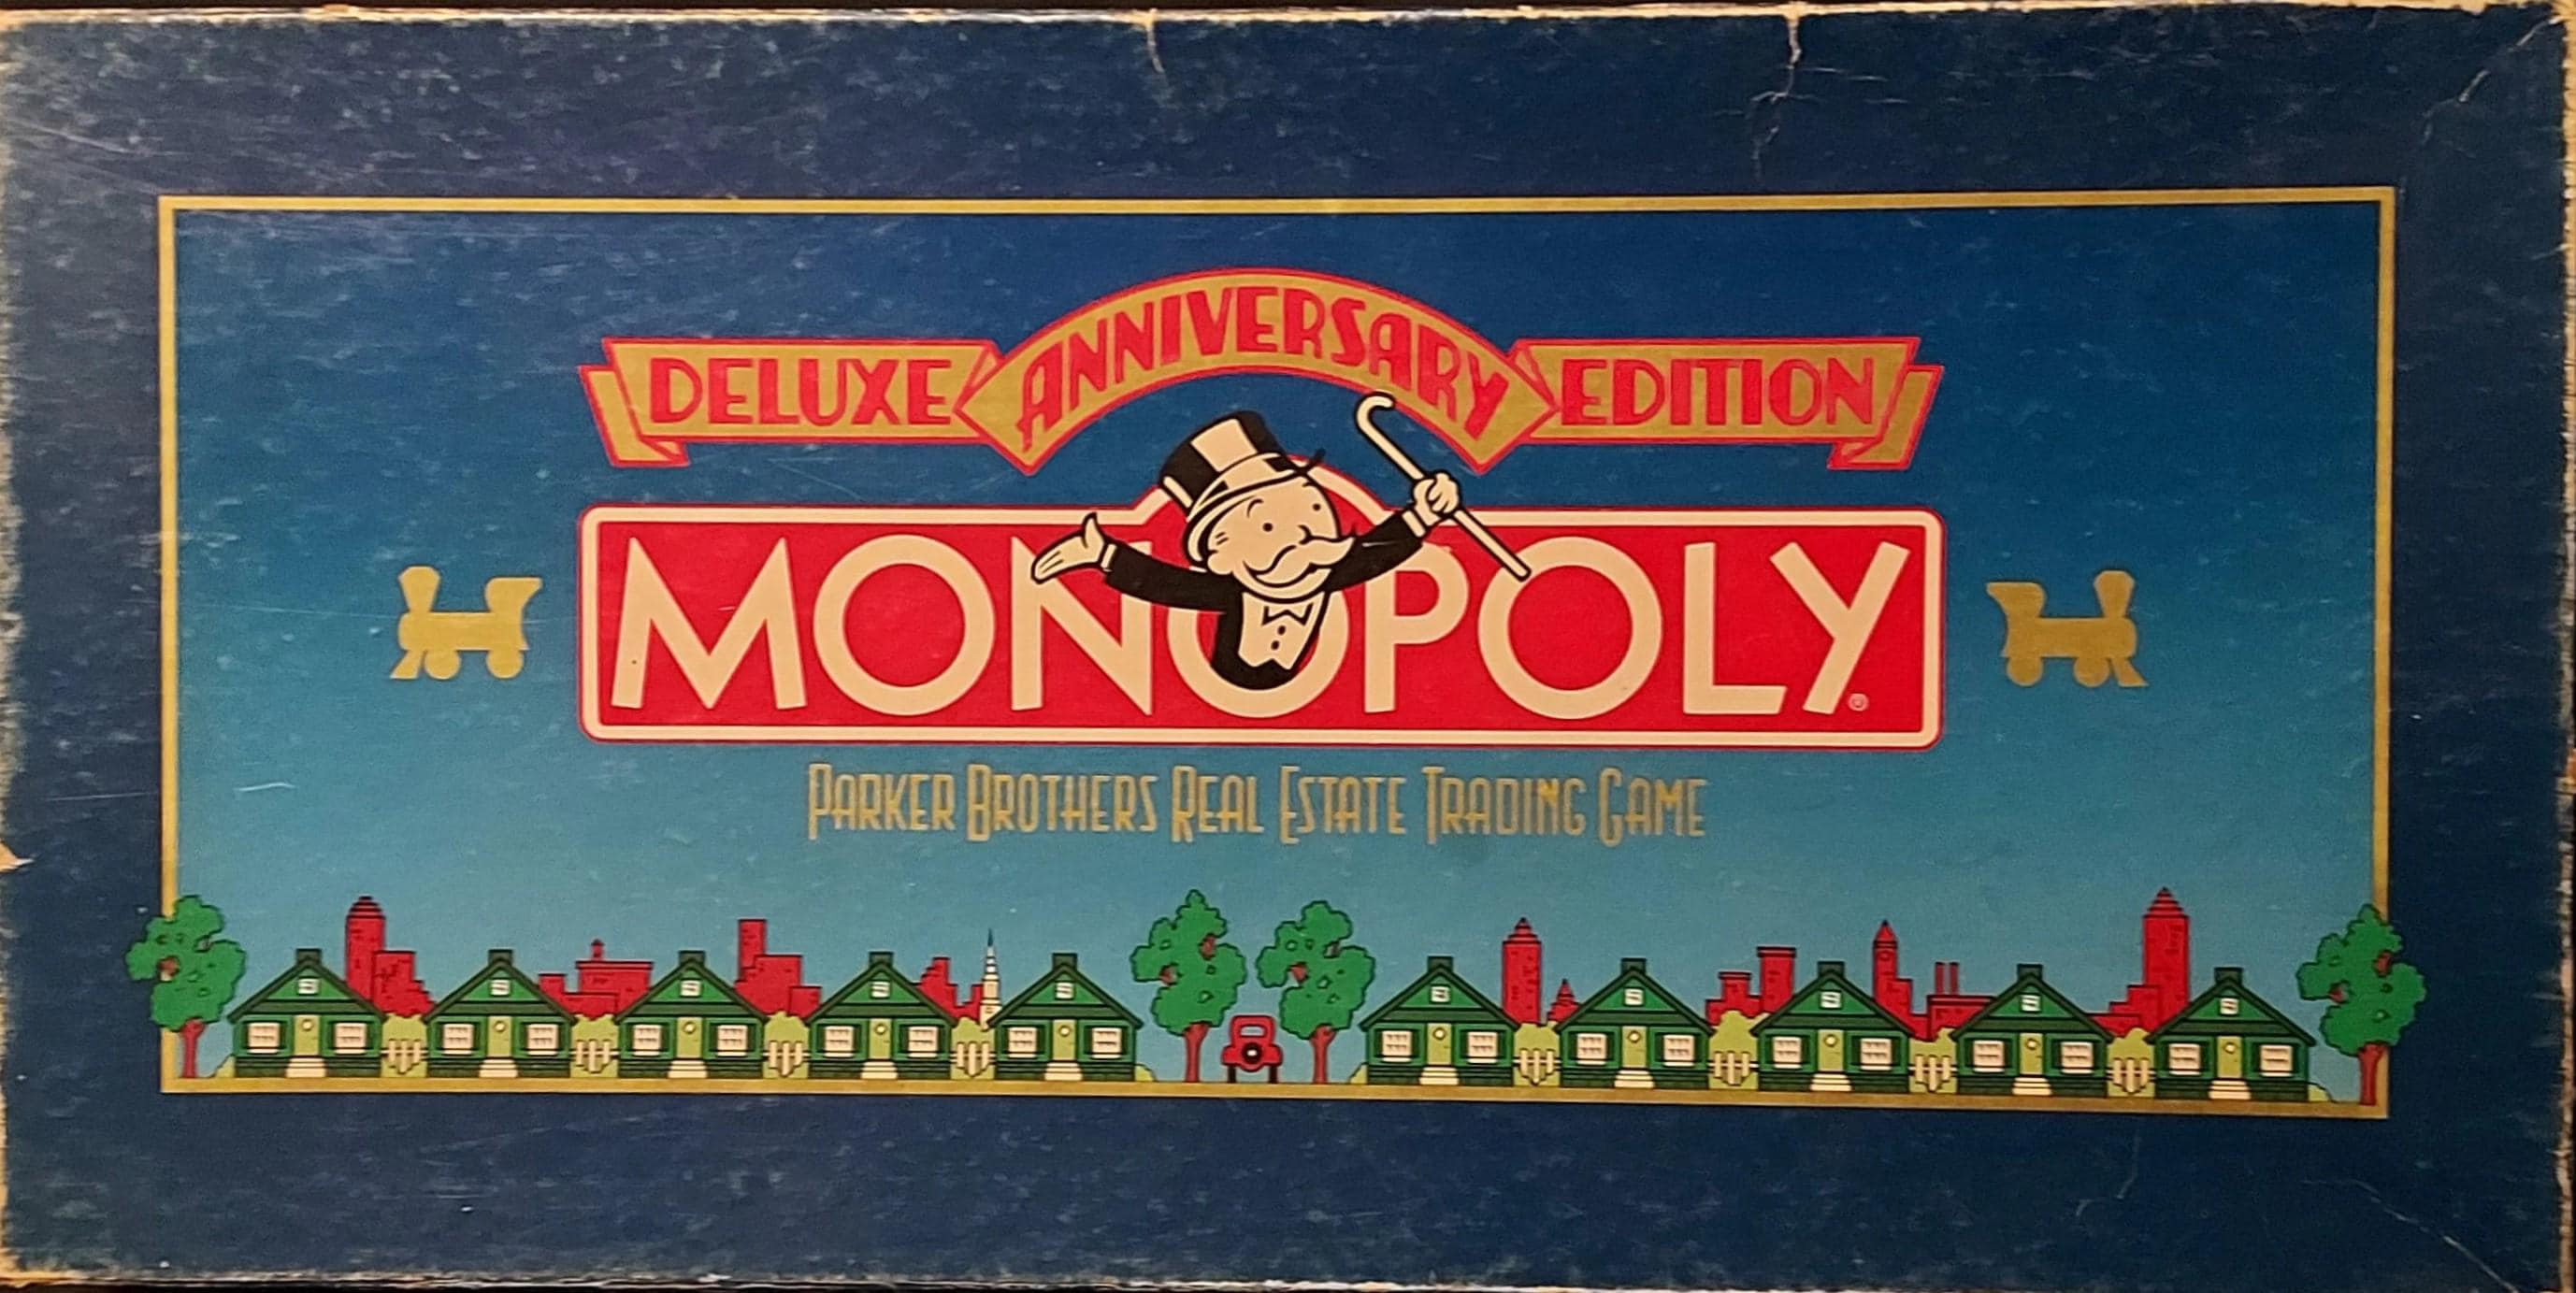 DELUXE ANNIVERSARY EDITION
MONOPOLY®
PARKER BROTHERS REAL ESTATE TRADING GAME